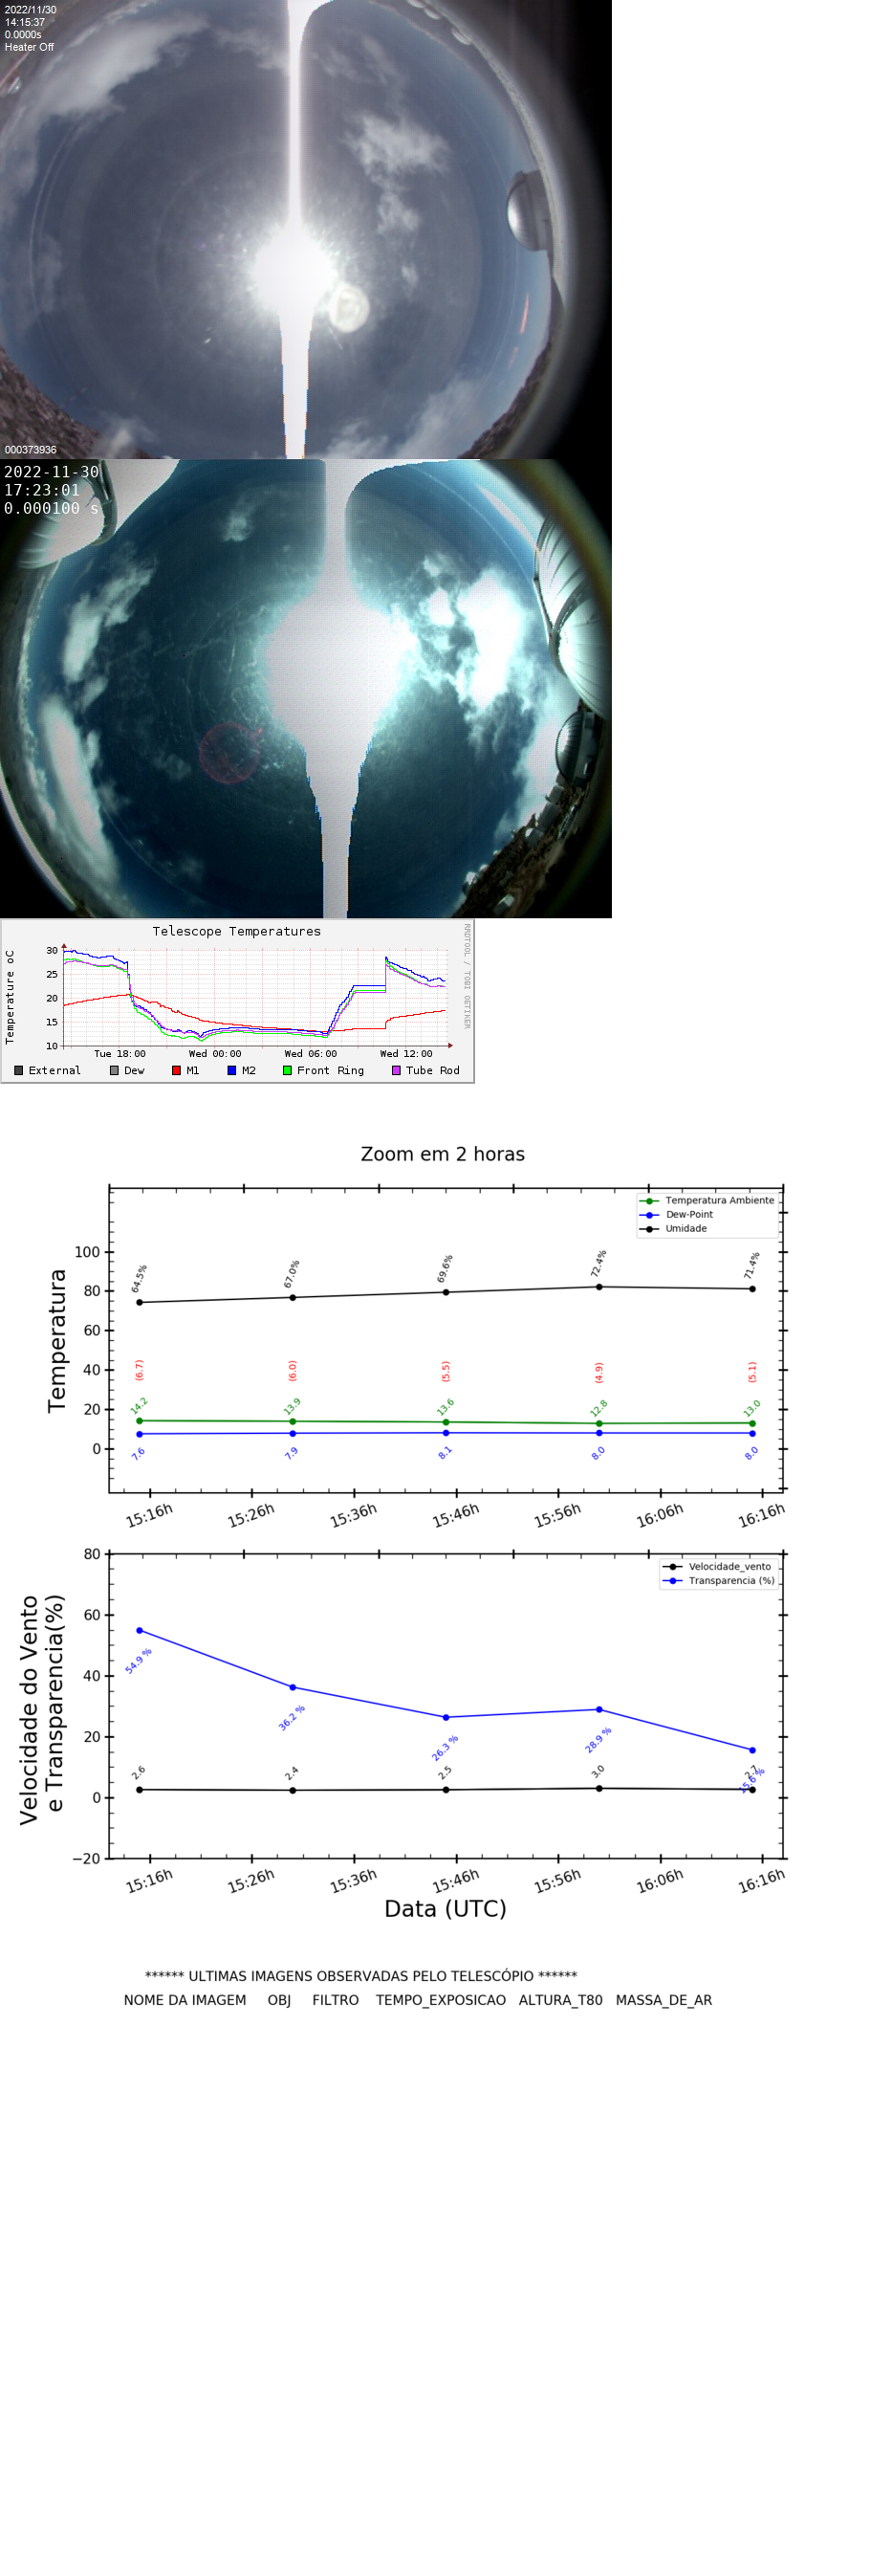 2022/11/30
14:15:37
0.0000s
Heater Off
000373936
2022-11-30
17:23:01
0.000100 s
Telescope Temperatures
RRDTOOL / TOBI OETIKER
Temperature oC
30
25
20
15
10
Tue 18:00 Wed 00:00 Wed 06:00 Wed 12:00
External Dew M1 M2 Front Ring Tube Rod
Zoom em 2 horas
Temperatura Ambiente
Dew-Point
Umidade
Temperatura
100
80
60
40
20
0
64.5% 67.0% 69.6% 72.4% 71.4%
(6.7) (6.0) (5.5) (4.9) (5.1)
14.2 13.9 13.6 12.8 13.0
7.6 7.9 8.1 8.0 8.0
15:16h 15:26h 15:36h 15:46h 15:56h 16:06h 16:16h
Velocidade_vento
Transparencia (%)
Velocidade do Vento
e Transparencia(%)
80
60
40
20
0
−20
54.9 % 36.2 % 26.3 % 28.9 % 15.6 %
2.6 2.4 2.5 3.0 2.7
15:16h 15:26h 15:36h 15:46h 15:56h 16:06h 16:16h
Data (UTC)
****** ULTIMAS IMAGENS OBSERVADAS PELO TELESCÓPIO ******
NOME DA IMAGEM OBJ FILTRO TEMPO_EXPOSICAO ALTURA_T80 MASSA_DE_AR